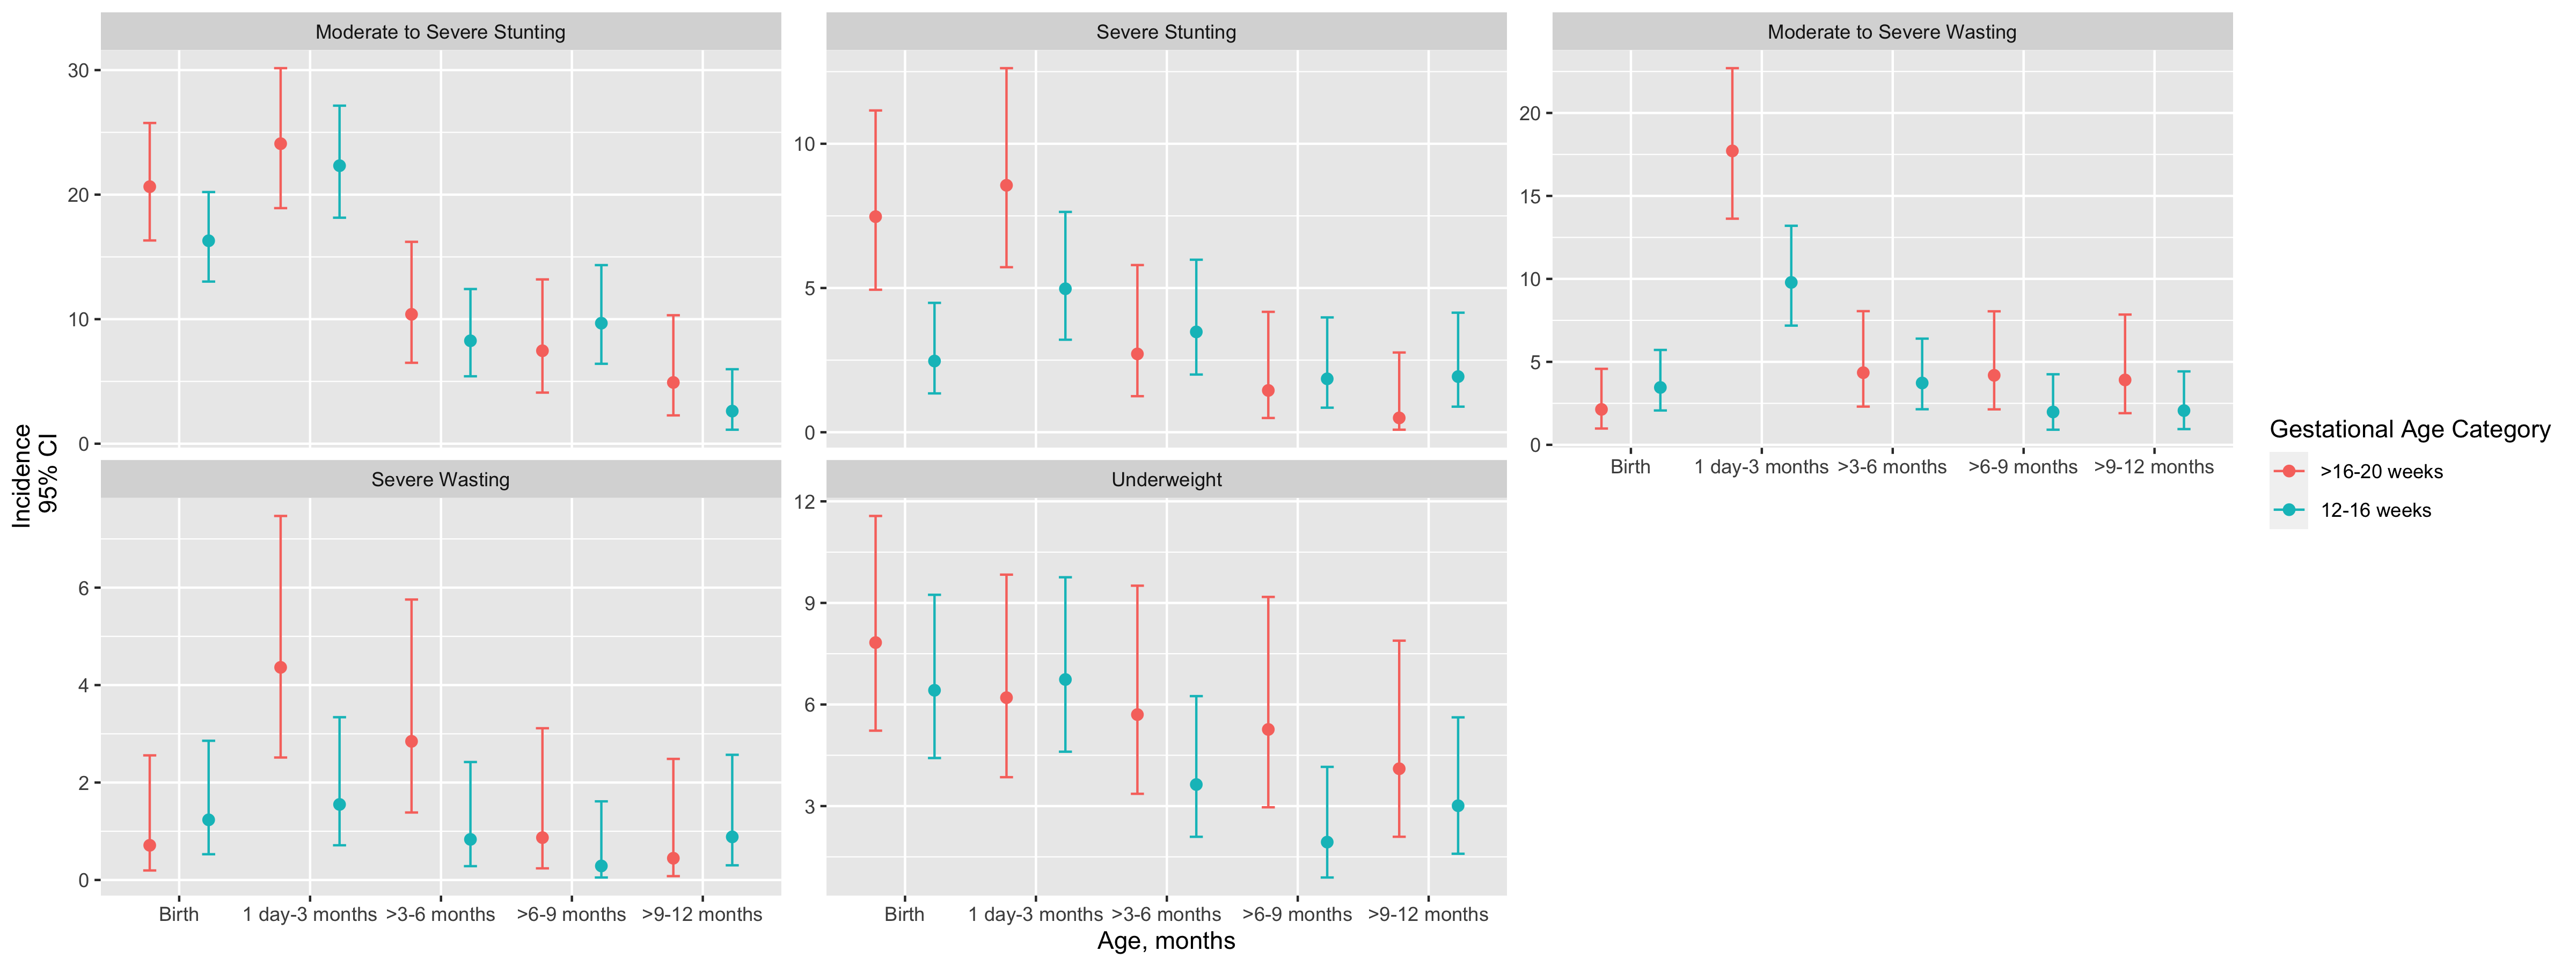 Moderate to Severe Stunting
Severe Stunting
Moderate to Severe Wasting
30
20
10
0
10
5
0
20
15
10
5
0
Birth
1 day-3 months
>3-6 months
>6-9 months
>9-12 months
Incidence
95% CI
Severe Wasting
Underweight
6
4
2
0
12
9
6
3
Birth
1 day-3 months
>3-6 months
>6-9 months
>9-12 months
Birth
1 day-3 months
>3-6 months
>6-9 months
>9-12 months
Age, months
Gestational Age Category
>16-20 weeks
12-16 weeks